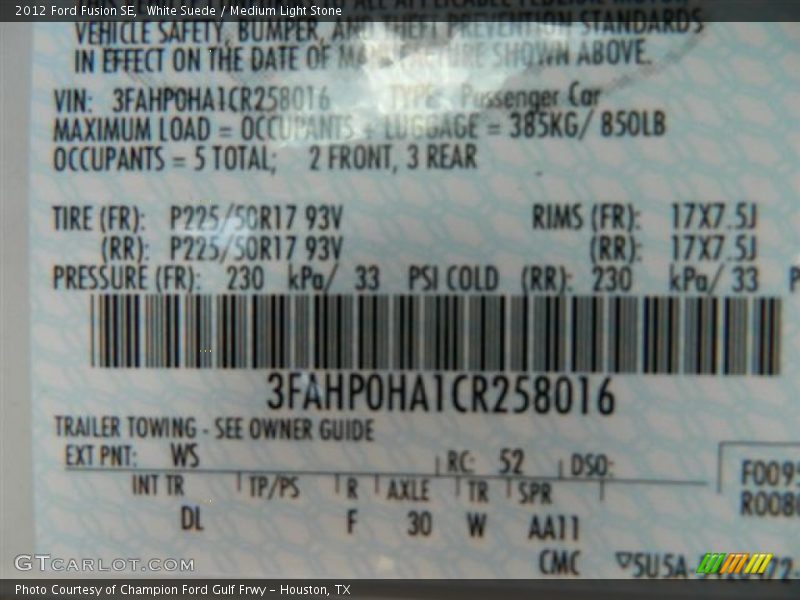 2012 Ford Fusion SE, White Suede / Medium Light Stone
VEHICLE SAFETY, BUMPER, AND THEFT PREVENTION STANDARDS
IN EFFECT ON THE DATE OF MANUFACTURE SHOWN ABOVE.
VIN: 3FAHP0HA1CR258016 TYPE: Passenger Car
MAXIMUM LOAD = OCCUPANTS + LUGGAGE = 385KG/ 850LB
OCCUPANTS = 5 TOTAL; 2 FRONT, 3 REAR
TIRE (FR): P225/50R17 93V RIMS (FR): 17X7.5J
(RR): P225/50R17 93V (RR): 17X7.5J
PRESSURE (FR): 230 kPa/ 33 PSI COLD (RR): 230 kPa/ 33 P
3FAHP0HA1CR258016
TRAILER TOWING - SEE OWNER GUIDE
EXT PNT: WS RC: 52 DSO:
INT TR TP/PS R AXLE TR SPR
DL F 30 W AA11
CMC
F0095
R0086
GTCARLOT.COM
Photo Courtesy of Champion Ford Gulf Frwy – Houston, TX